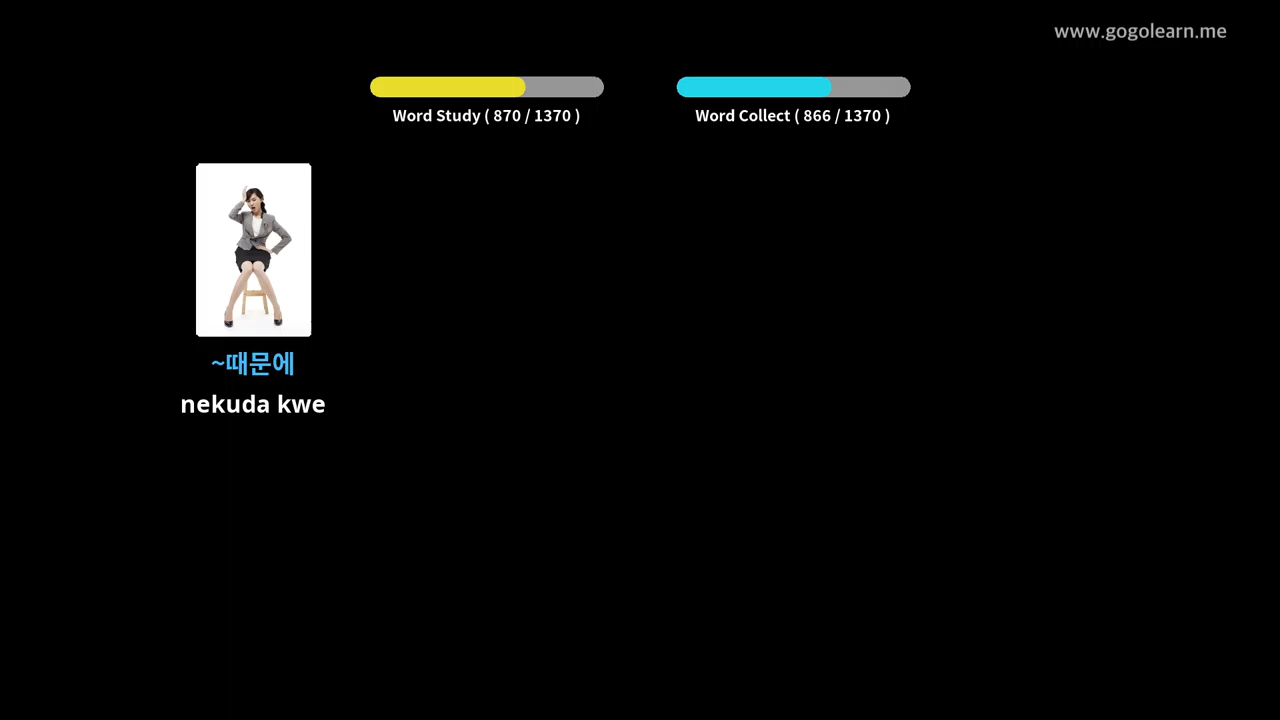 www.gogolearn.me
Word Study ( 870 / 1370 )
Word Collect ( 866 / 1370 )
~때문에
nekuda kwe